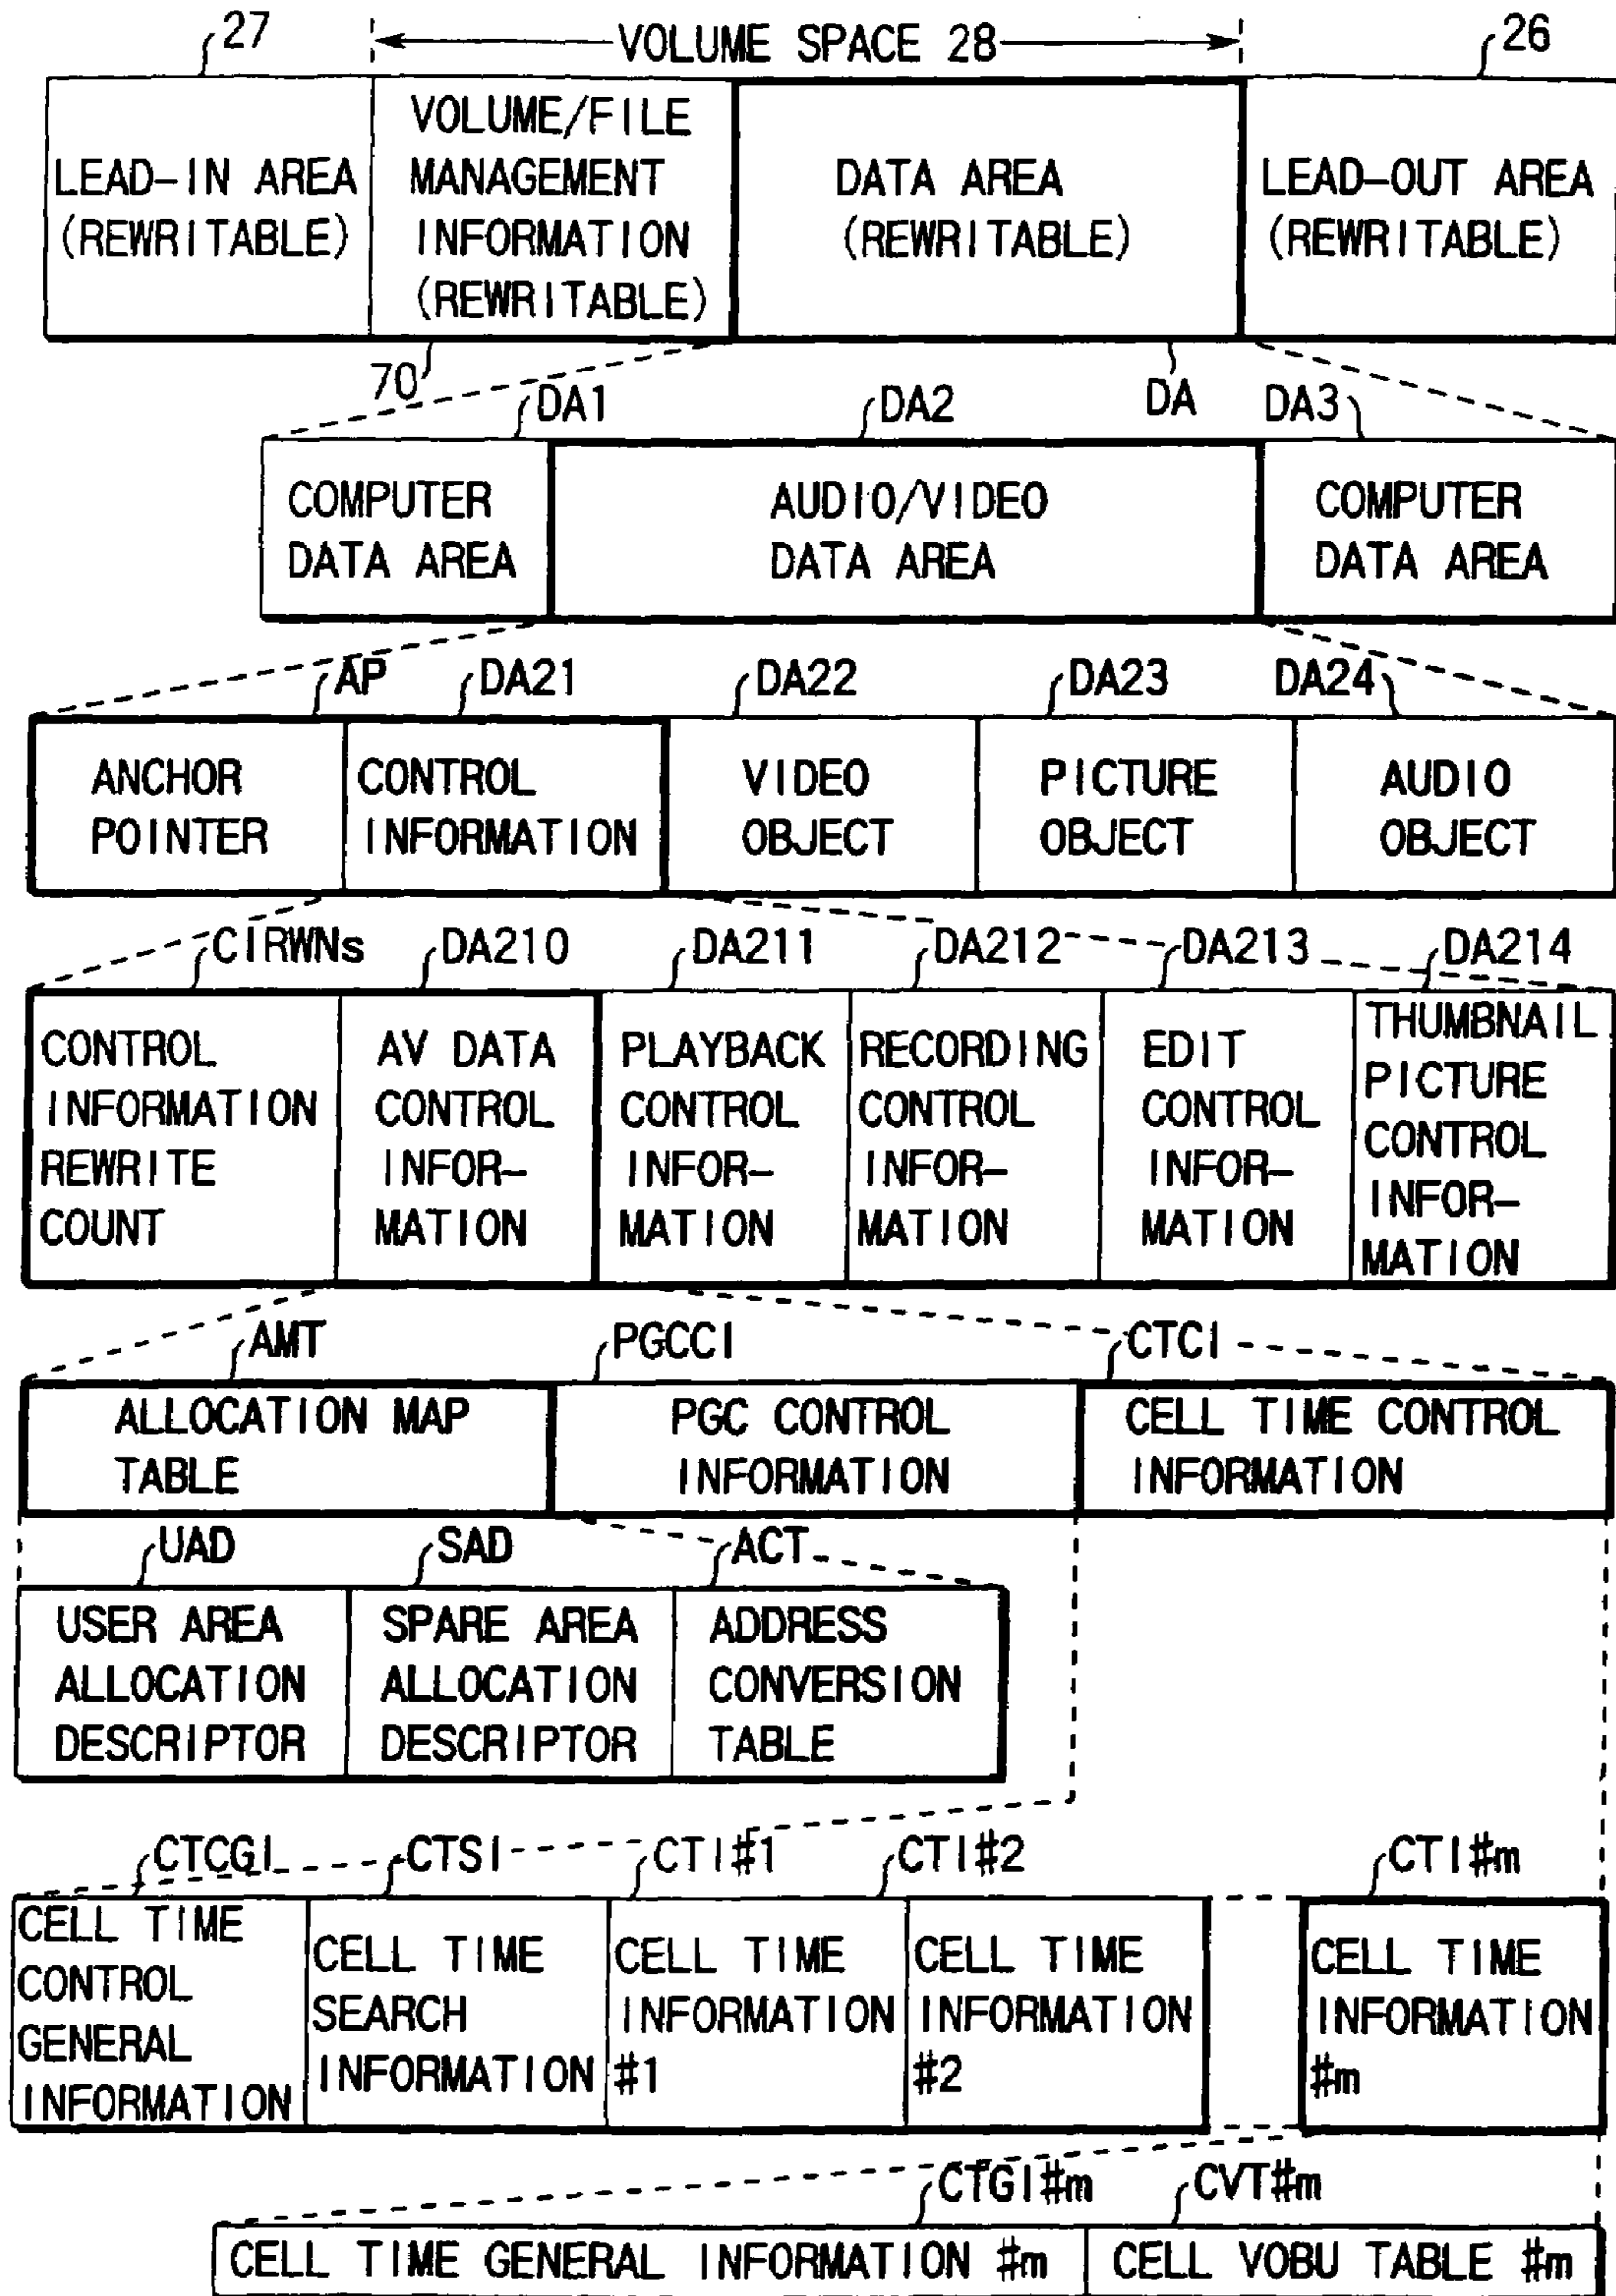 27
VOLUME SPACE 28
26
LEAD-IN AREA
(REWRITABLE)
VOLUME/FILE
MANAGEMENT
INFORMATION
(REWRITABLE)
DATA AREA
(REWRITABLE)
LEAD-OUT AREA
(REWRITABLE)
70
DA1
DA2
DA
DA3
COMPUTER
DATA AREA
AUDIO/VIDEO
DATA AREA
COMPUTER
DATA AREA
AP
DA21
DA22
DA23
DA24
ANCHOR
POINTER
CONTROL
INFORMATION
VIDEO
OBJECT
PICTURE
OBJECT
AUDIO
OBJECT
CIRWNs
DA210
DA211
DA212
DA213
DA214
CONTROL
INFORMATION
REWRITE
COUNT
AV DATA
CONTROL
INFOR-
MATION
PLAYBACK
CONTROL
INFOR-
MATION
RECORDING
CONTROL
INFOR-
MATION
EDIT
CONTROL
INFOR-
MATION
THUMBNAIL
PICTURE
CONTROL
INFOR-
MATION
AMT
PGCCI
CTCI
ALLOCATION MAP
TABLE
PGC CONTROL
INFORMATION
CELL TIME CONTROL
INFORMATION
UAD
SAD
ACT
USER AREA
ALLOCATION
DESCRIPTOR
SPARE AREA
ALLOCATION
DESCRIPTOR
ADDRESS
CONVERSION
TABLE
CTCGI
CTSI
CTI#1
CTI#2
CTI#m
CELL TIME
CONTROL
GENERAL
INFORMATION
CELL TIME
SEARCH
INFORMATION
CELL TIME
INFORMATION
#1
CELL TIME
INFORMATION
#2
CELL TIME
INFORMATION
#m
CTGI#m
CVT#m
CELL TIME GENERAL INFORMATION #m
CELL VOBU TABLE #m